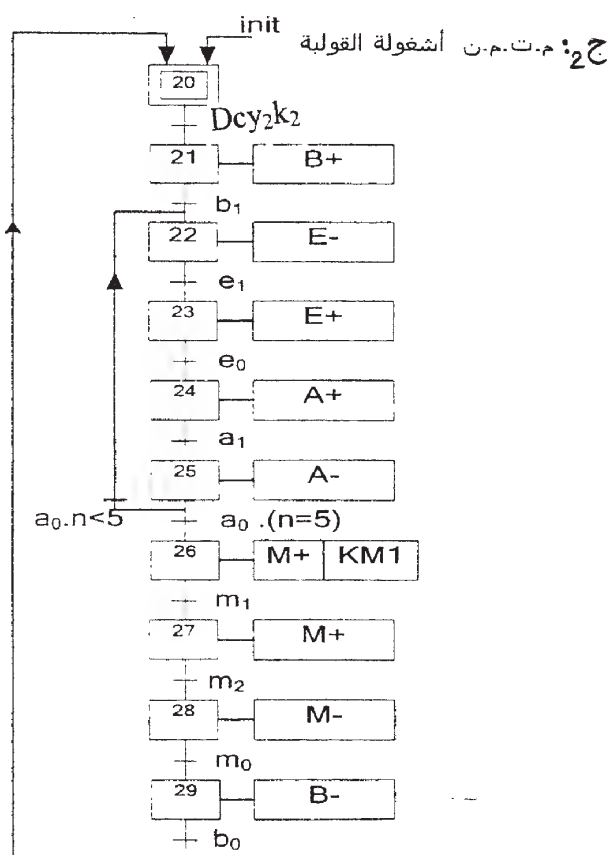 init
ج2: م.ت.م.ن أشغولة القولبة
20
Dcy₂k₂
21 B+
b₁
22 E-
e₁
23 E+
e₀
24 A+
a₁
25 A-
a₀.n<5 a₀.(n=5)
26 M+ KM1
m₁
27 M+
m₂
28 M-
m₀
29 B-
b₀